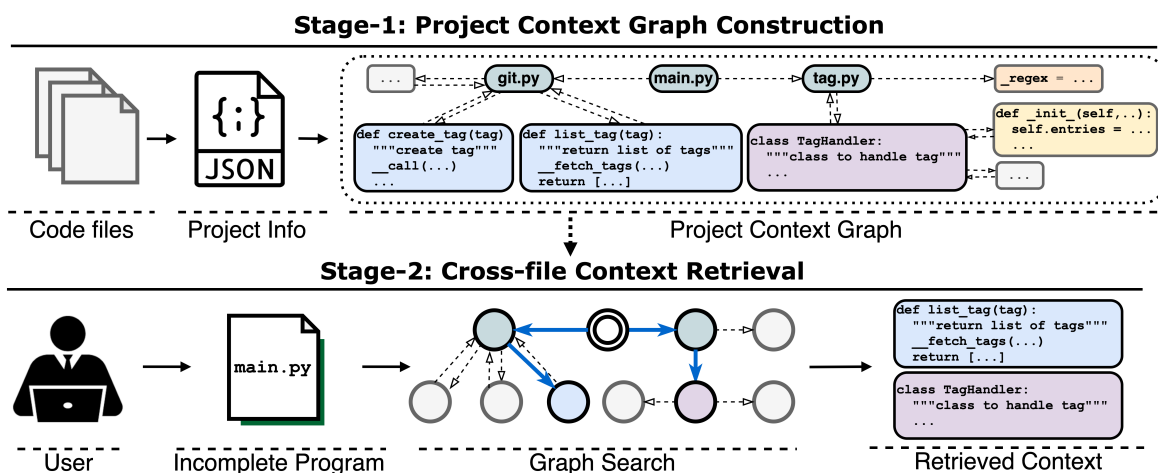 Stage-1: Project Context Graph Construction
...
git.py
main.py
tag.py
_regex = ...
{;}
JSON
def create_tag(tag)
"""create tag"""
__call(...)
...
def list_tag(tag):
"""return list of tags"""
__fetch_tags(...)
return [...]
class TagHandler:
"""class to handle tag"""
...
def _init_(self,..):
self.entries = ...
...
...
Code files
Project Info
Project Context Graph
Stage-2: Cross-file Context Retrieval
main.py
def list_tag(tag):
"""return list of tags"""
__fetch_tags(...)
return [...]
class TagHandler:
"""class to handle tag"""
...
User
Incomplete Program
Graph Search
Retrieved Context